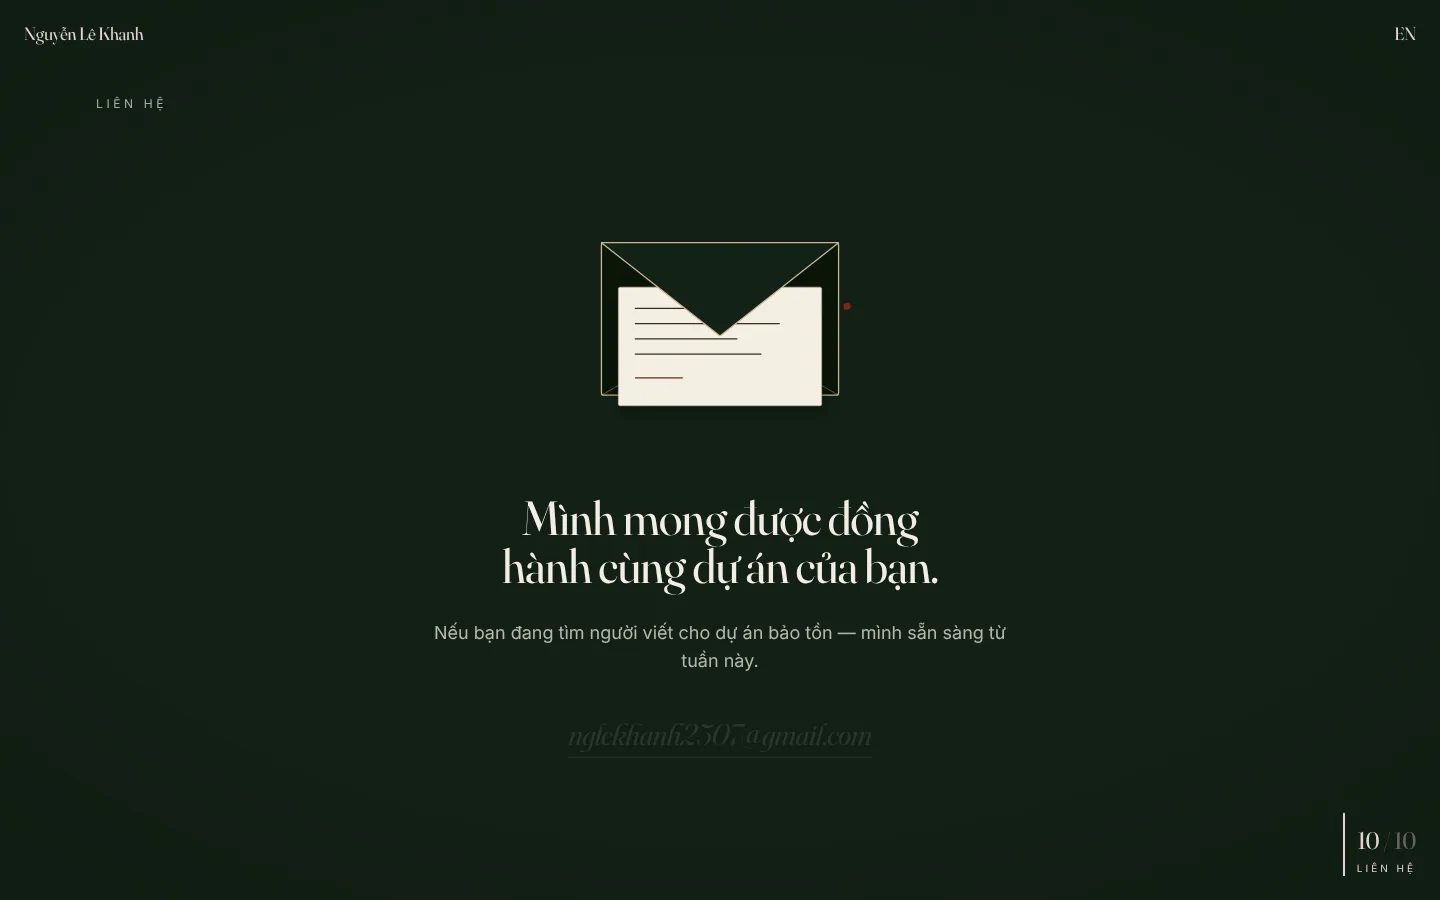 Nguyễn Lê Khanh
EN
LIÊN HỆ
Mình mong được đồng
hành cùng dự án của bạn.
Nếu bạn đang tìm người viết cho dự án bảo tồn — mình sẵn sàng từ
tuần này.
nglekhanh2507@gmail.com
10 / 10
LIÊN HỆ